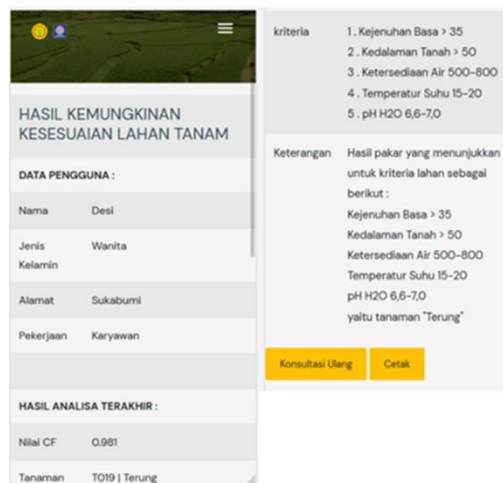 HASIL KEMUNGKINAN
KESESUAIAN LAHAN TANAM
DATA PENGGUNA :
Nama Desi
Jenis Kelamin Wanita
Alamat Sukabumi
Pekerjaan Karyawan
HASIL ANALISA TERAKHIR :
Nilai CF 0.981
Tanaman T019 | Terung
kriteria 1 . Kejenuhan Basa > 35
2 . Kedalaman Tanah > 50
3 . Ketersediaan Air 500-800
4 . Temperatur Suhu 15-20
5 . pH H2O 6,6-7,0
Keterangan Hasil pakar yang menunjukkan
untuk kriteria lahan sebagai
berikut :
Kejenuhan Basa > 35
Kedalaman Tanah > 50
Ketersediaan Air 500-800
Temperatur Suhu 15-20
pH H2O 6,6-7,0
yaitu tanaman "Terung"
Konsultasi Ulang Cetak